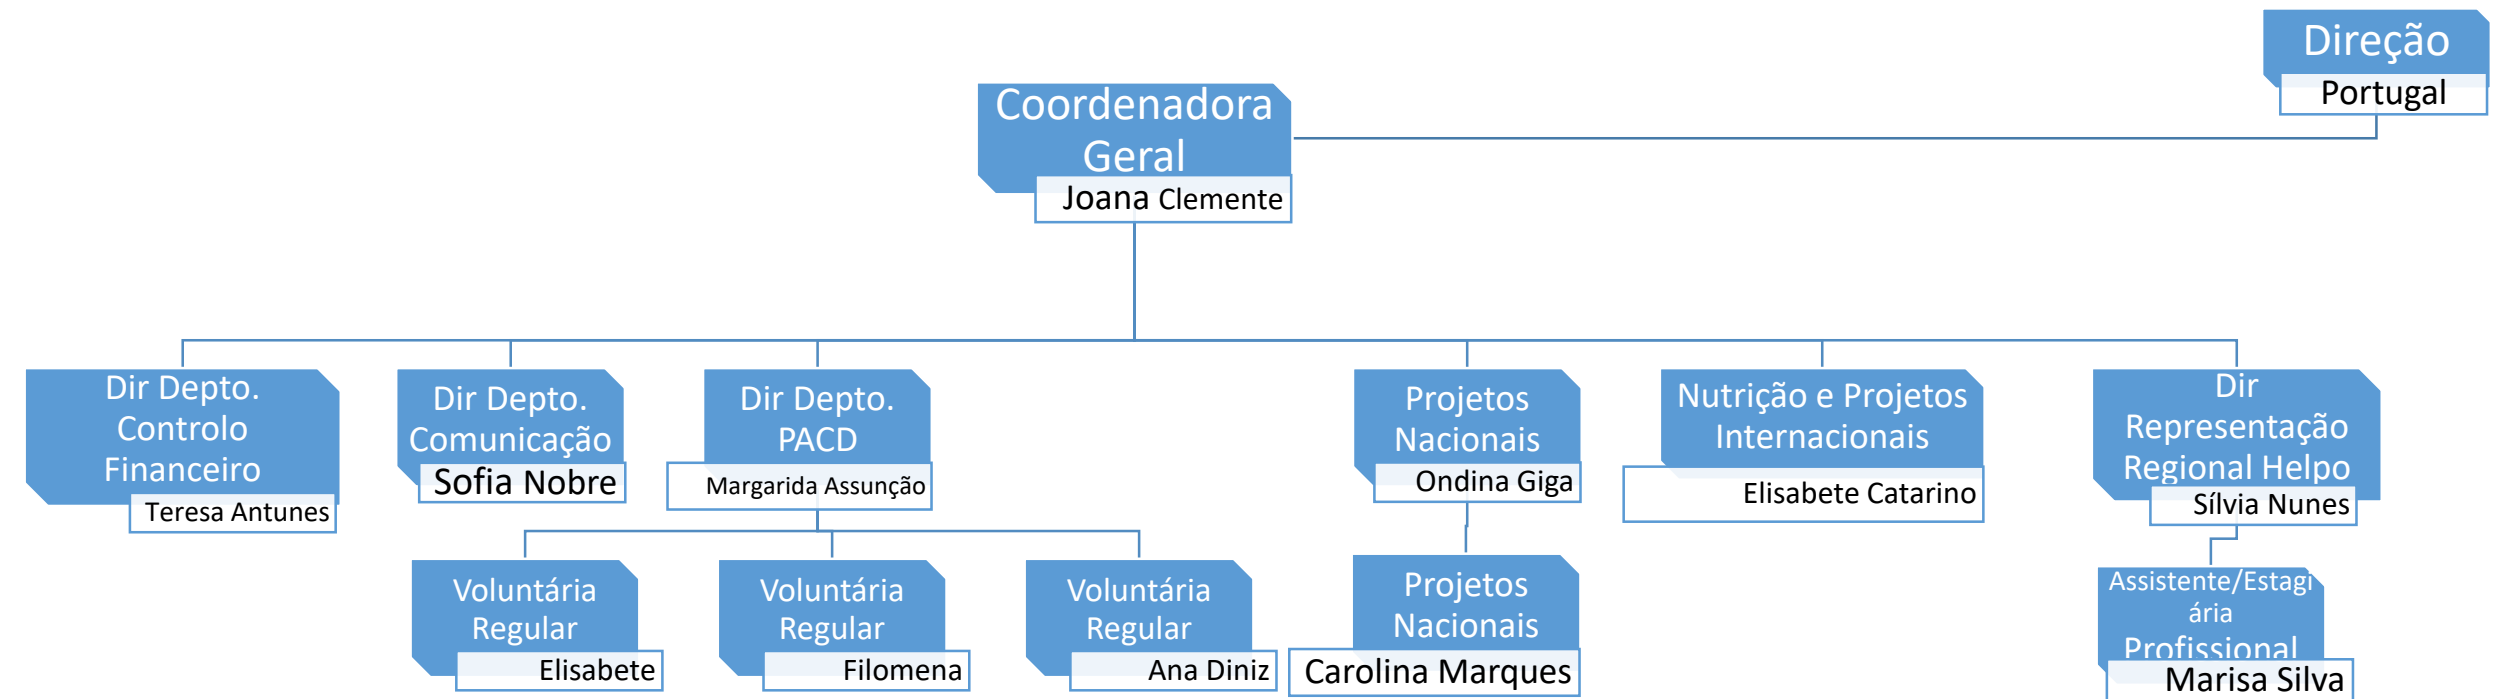 Direção
Portugal
Coordenadora
Geral
Joana Clemente
Dir Depto.
Controlo
Financeiro
Teresa Antunes
Dir Depto.
Comunicação
Sofia Nobre
Dir Depto.
PACD
Margarida Assunção
Projetos
Nacionais
Ondina Giga
Nutrição e Projetos
Internacionais
Elisabete Catarino
Dir
Representação
Regional Helpo
Sílvia Nunes
Voluntária
Regular
Elisabete
Voluntária
Regular
Filomena
Voluntária
Regular
Ana Diniz
Projetos
Nacionais
Carolina Marques
Assistente/Estagi
ária
Profissional
Marisa Silva